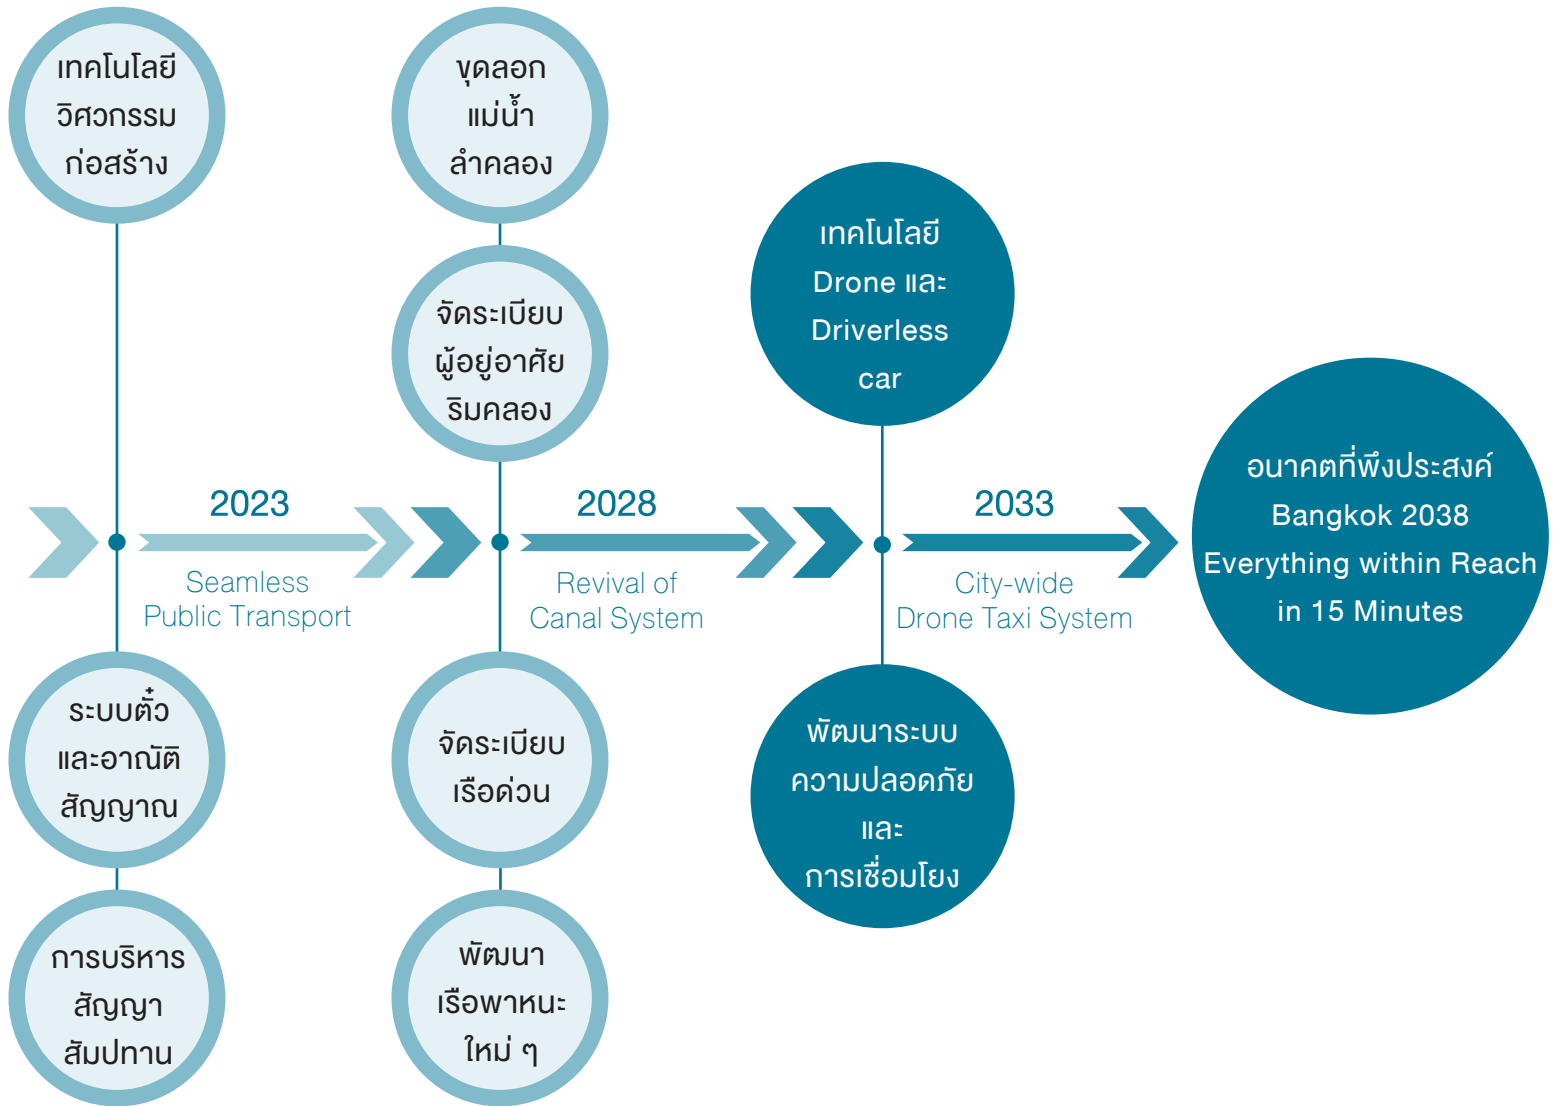 เทคโนโลยี
วิศวกรรม
ก่อสร้าง
ขุดลอก
แม่น้ำ
ลำคลอง
จัดระเบียบ
ผู้อยู่อาศัย
ริมคลอง
เทคโนโลยี
Drone และ
Driverless
car
2023
Seamless
Public Transport
2028
Revival of
Canal System
2033
City-wide
Drone Taxi System
อนาคตที่พึงประสงค์
Bangkok 2038
Everything within Reach
in 15 Minutes
ระบบตั๋ว
และอาณัติ
สัญญาณ
การบริหาร
สัญญา
สัมปทาน
จัดระเบียบ
เรือด่วน
พัฒนา
เรือพาหนะ
ใหม่ ๆ
พัฒนาระบบ
ความปลอดภัย
และ
การเชื่อมโยง